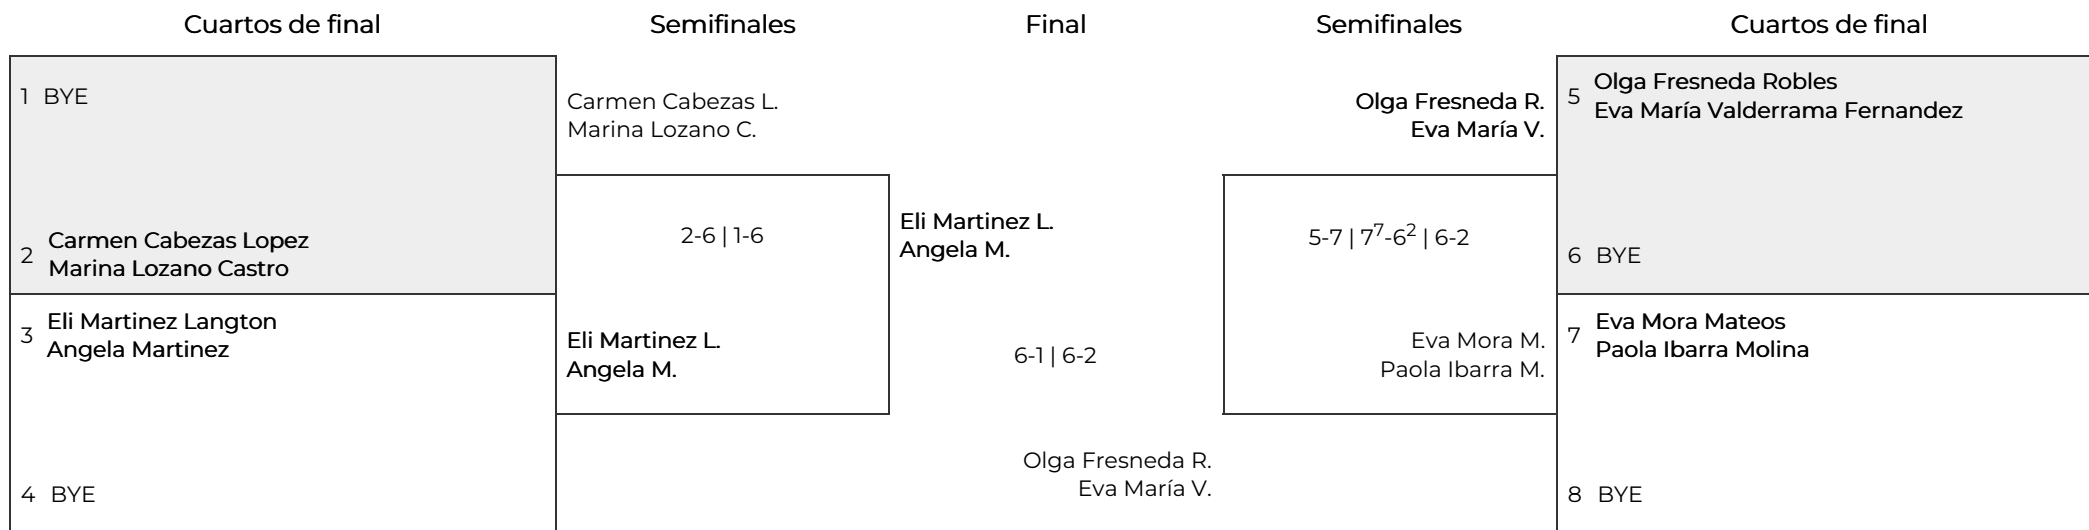 Cuartos de final
Semifinales
Final
Semifinales
Cuartos de final
1 BYE
2 Carmen Cabezas Lopez
Marina Lozano Castro
3 Eli Martinez Langton
Angela Martinez
4 BYE
Carmen Cabezas L.
Marina Lozano C.
2-6 | 1-6
Eli Martinez L.
Angela M.
Eli Martinez L.
Angela M.
6-1 | 6-2
Olga Fresneda R.
Eva María V.
Olga Fresneda R.
Eva María V.
5-7 | 7⁷-6² | 6-2
Eva Mora M.
Paola Ibarra M.
5 Olga Fresneda Robles
Eva María Valderrama Fernandez
6 BYE
7 Eva Mora Mateos
Paola Ibarra Molina
8 BYE